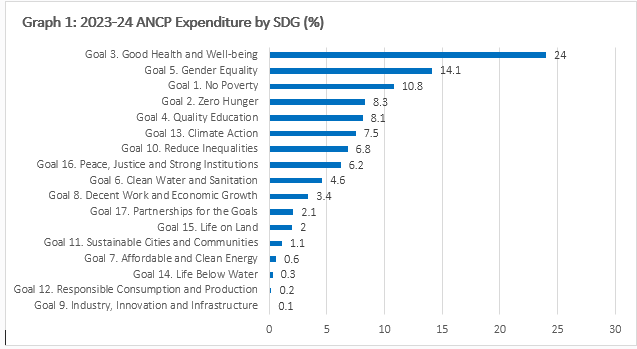 Graph 1: 2023-24 ANCP Expenditure by SDG (%)
Goal 3. Good Health and Well-being 24
Goal 5. Gender Equality 14.1
Goal 1. No Poverty 10.8
Goal 2. Zero Hunger 8.3
Goal 4. Quality Education 8.1
Goal 13. Climate Action 7.5
Goal 10. Reduce Inequalities 6.8
Goal 16. Peace, Justice and Strong Institutions 6.2
Goal 6. Clean Water and Sanitation 4.6
Goal 8. Decent Work and Economic Growth 3.4
Goal 17. Partnerships for the Goals 2.1
Goal 15. Life on Land 2
Goal 11. Sustainable Cities and Communities 1.1
Goal 7. Affordable and Clean Energy 0.6
Goal 14. Life Below Water 0.3
Goal 12. Responsible Consumption and Production 0.2
Goal 9. Industry, Innovation and Infrastructure 0.1
0 5 10 15 20 25 30